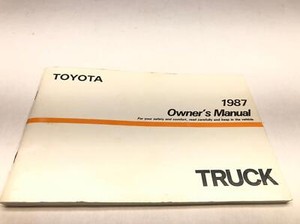 TOYOTA
1987
Owner's Manual
For your safety and comfort, read carefully and keep in the vehicle.
TRUCK